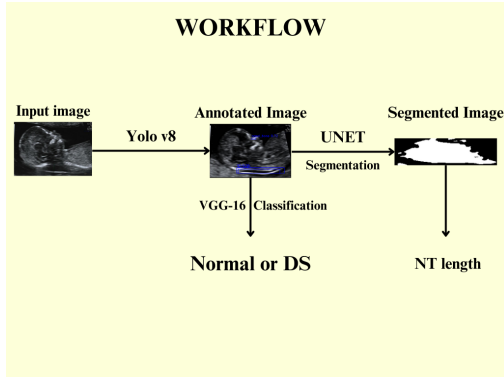 WORKFLOW
Input image
Annotated Image
Segmented Image
Yolo v8
UNET
Segmentation
VGG-16 Classification
Normal or DS
NT length